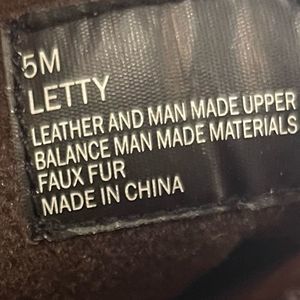 5M
LETTY
LEATHER AND MAN MADE UPPER
BALANCE MAN MADE MATERIALS
FAUX FUR
MADE IN CHINA